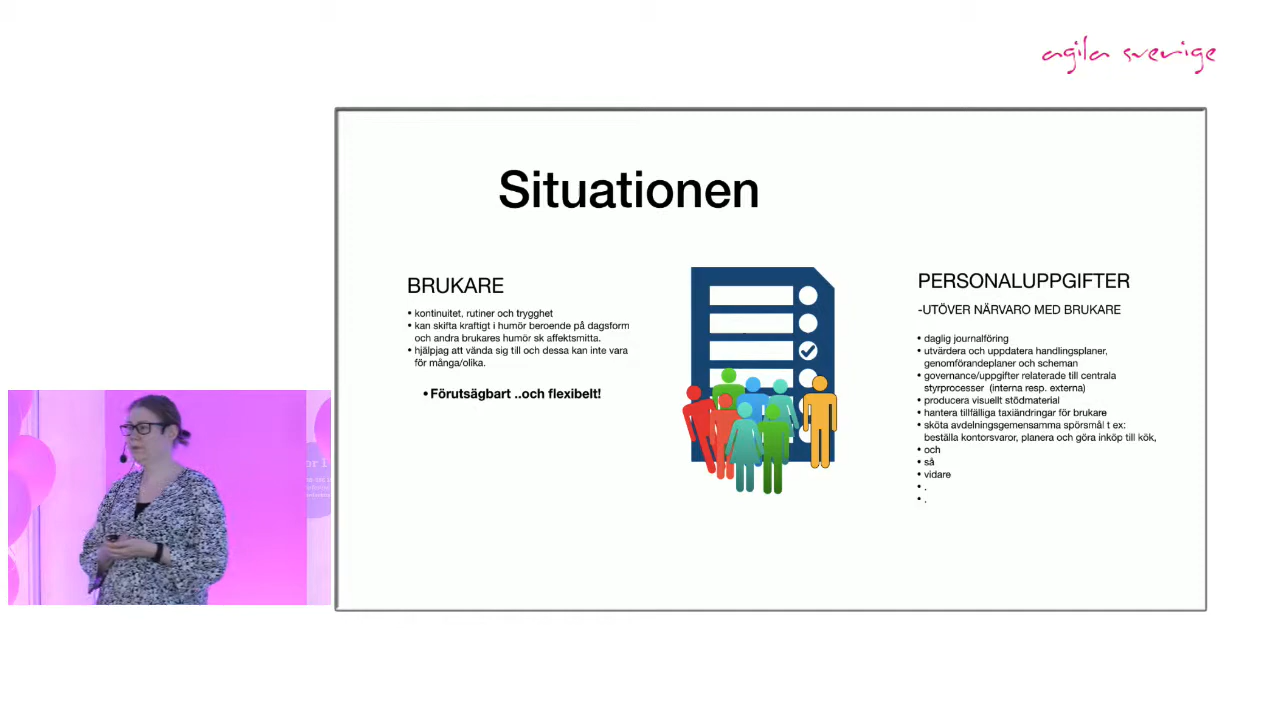 agila sverige
Situationen
BRUKARE
• kontinuitet, rutiner och trygghet
• kan skifta kraftigt i humör beroende på dagsform
och andra brukares humör sk affektsmitta.
• hjälpjag att vända sig till och dessa kan inte vara
för många/olika.
• Förutsägbart ..och flexibelt!
PERSONALUPPGIFTER
-UTÖVER NÄRVARO MED BRUKARE
• daglig journalföring
• utvärdera och uppdatera handlingsplaner,
genomförandeplaner och scheman
• governance/uppgifter relaterade till centrala
styrprocesser (interna resp. externa)
• producera visuellt stödmaterial
• hantera tillfälliga taxiändringar för brukare
• sköta avdelningsgemensamma spörsmål t ex:
beställa kontorsvaror, planera och göra inköp till kök,
• och
• så
• vidare
• .
• .